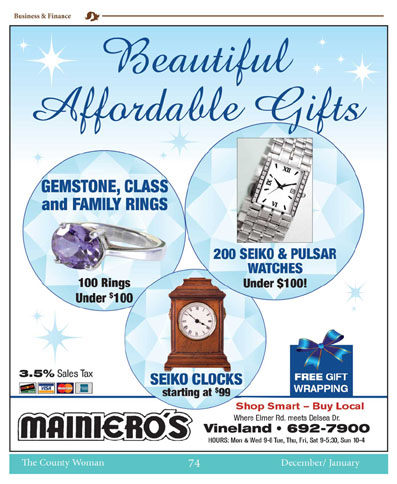 Business & Finance
Beautiful
Affordable Gifts
GEMSTONE, CLASS
and FAMILY RINGS
100 Rings
Under $100
200 SEIKO & PULSAR
WATCHES
Under $100!
SEIKO CLOCKS
starting at $99
3.5% Sales Tax
VISA
FREE GIFT
WRAPPING
MAINIERO'S
Shop Smart – Buy Local
Where Elmer Rd. meets Delsea Dr.
Vineland • 692-7900
HOURS: Mon & Wed 9-6 Tue, Thu, Fri, Sat 9-5:30, Sun 10-4
The County Woman 74 December/ January